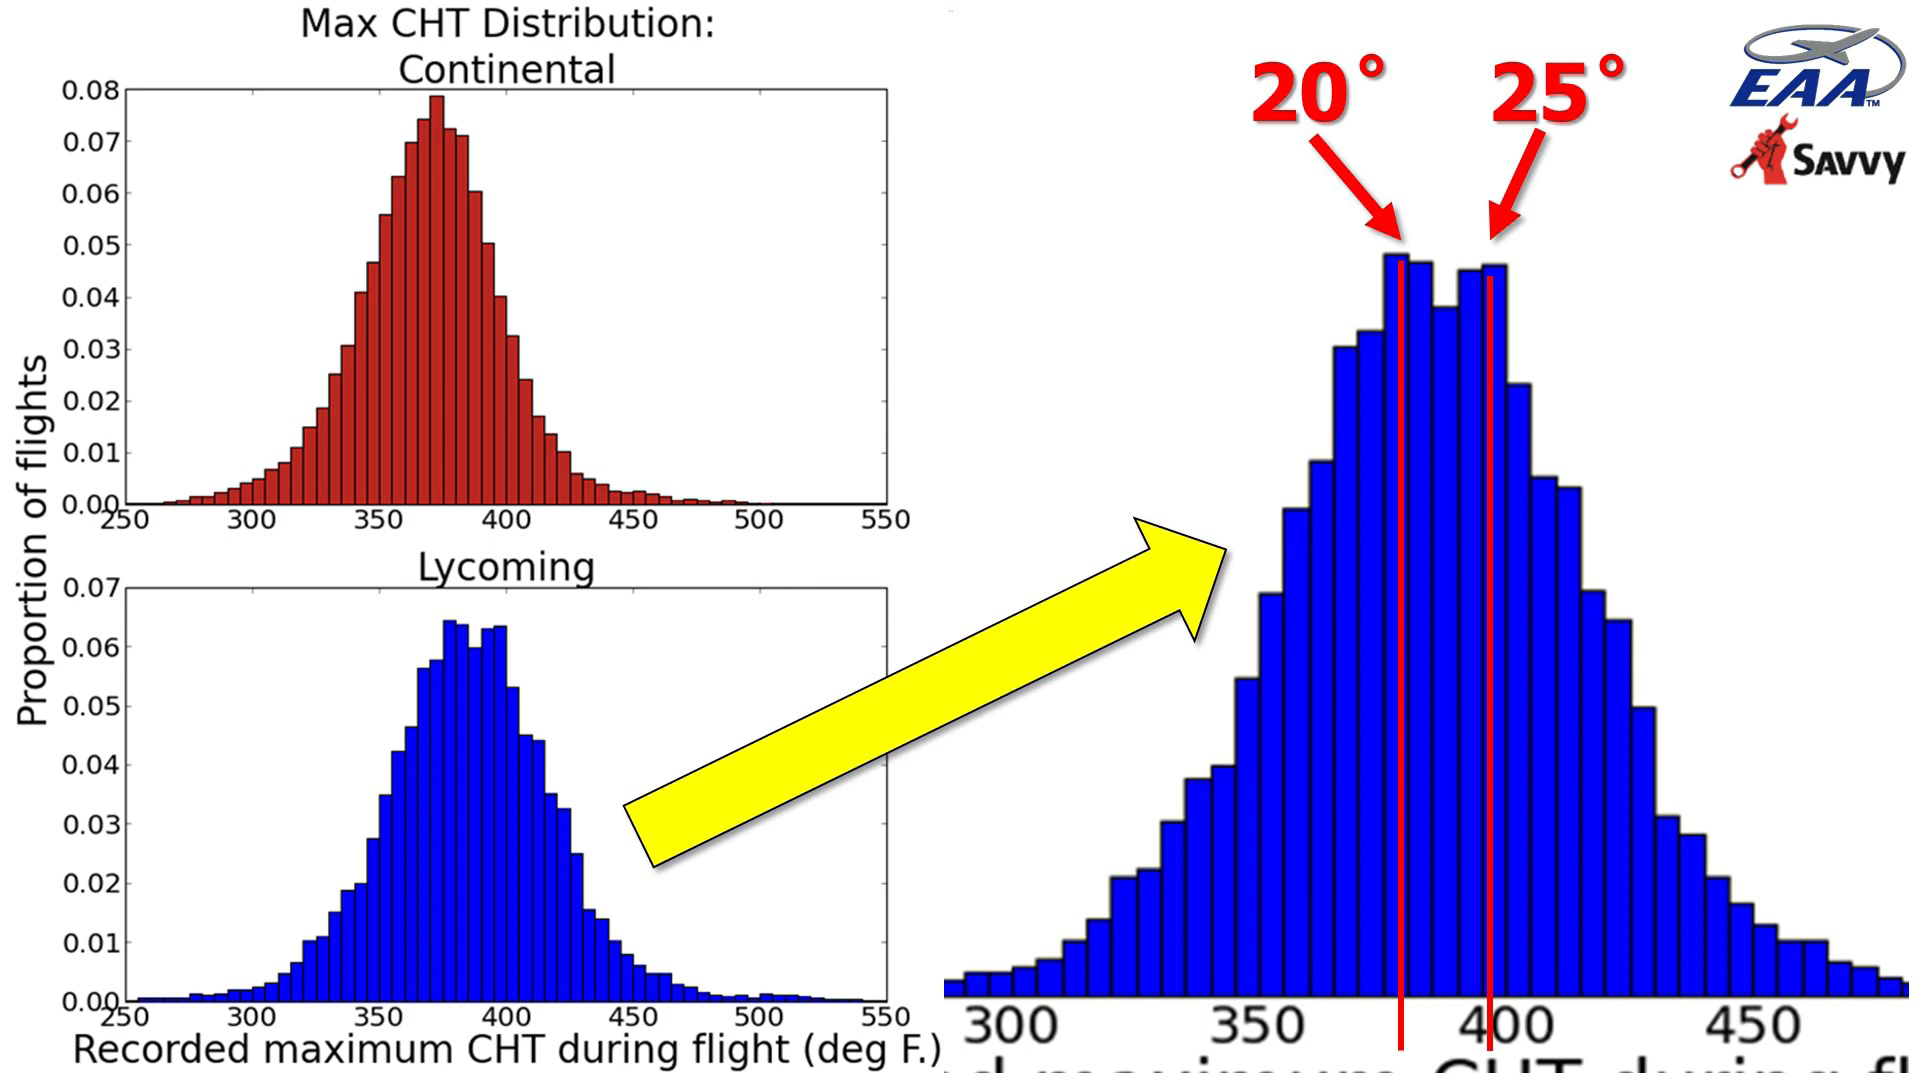 Max CHT Distribution:
Continental
0.08
0.07
0.06
0.05
0.04
0.03
0.02
0.01
0.00
250 300 350 400 450 500 550
Proportion of flights
Lycoming
0.07
0.06
0.05
0.04
0.03
0.02
0.01
0.00
250 300 350 400 450 500 550
Recorded maximum CHT during flight (deg F.)
20° 25°
EAA™
SAVVY
300 350 400 450